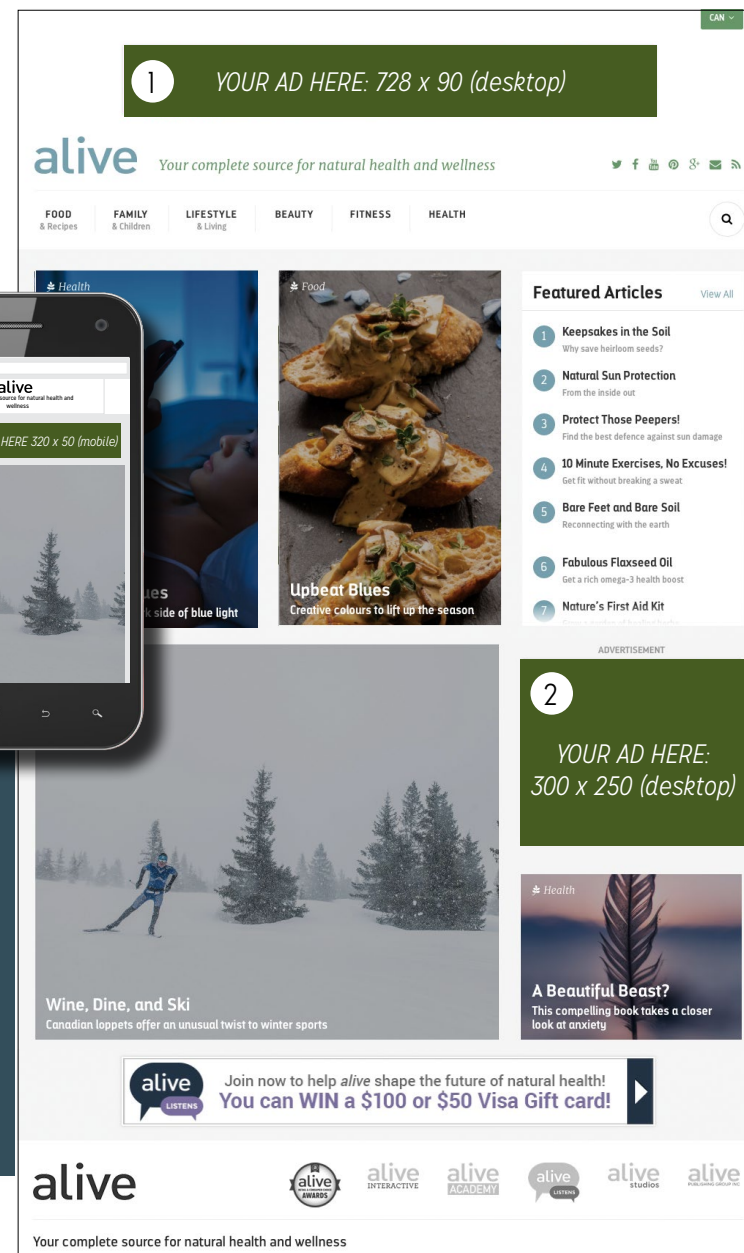 CAN
1
YOUR AD HERE: 728 x 90 (desktop)
alive
Your complete source for natural health and wellness
FOOD
& Recipes
FAMILY
& Children
LIFESTYLE
& Living
BEAUTY
FITNESS
HEALTH
Health
Food
Featured Articles
View All
1
Keepsakes in the Soil
Why save heirloom seeds?
2
Natural Sun Protection
From the inside out
3
Protect Those Peepers!
Find the best defence against sun damage
4
10 Minute Exercises, No Excuses!
Get fit without breaking a sweat
5
Bare Feet and Bare Soil
Reconnecting with the earth
6
Fabulous Flaxseed Oil
Get a rich omega-3 health boost
7
Nature's First Aid Kit
alive
source for natural health and
wellness
HERE 320 x 50 (mobile)
side of blue light
Upbeat Blues
Creative colours to lift up the season
ADVERTISEMENT
2
YOUR AD HERE:
300 x 250 (desktop)
Wine, Dine, and Ski
Canadian loppets offer an unusual twist to winter sports
Health
A Beautiful Beast?
This compelling book takes a closer
look at anxiety
alive
LISTENS
Join now to help alive shape the future of natural health!
You can WIN a $100 or $50 Visa Gift card!
alive
alive
AWARDS
alive
INTERACTIVE
alive
ACADEMY
alive
LISTENS
alive
studios
alive
PUBLISHING GROUP INC
Your complete source for natural health and wellness